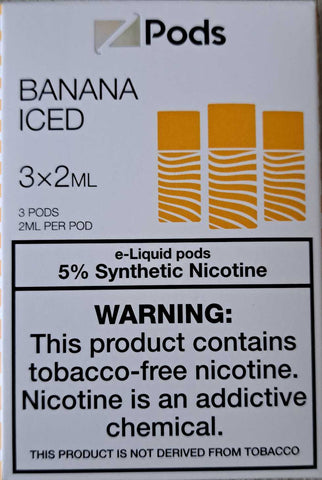 Z Pods
BANANA
ICED
3×2ML
3 PODS
2ML PER POD
e-Liquid pods
5% Synthetic Nicotine
WARNING:
This product contains
tobacco-free nicotine.
Nicotine is an addictive
chemical.
THIS PRODUCT IS NOT DERIVED FROM TOBACCO